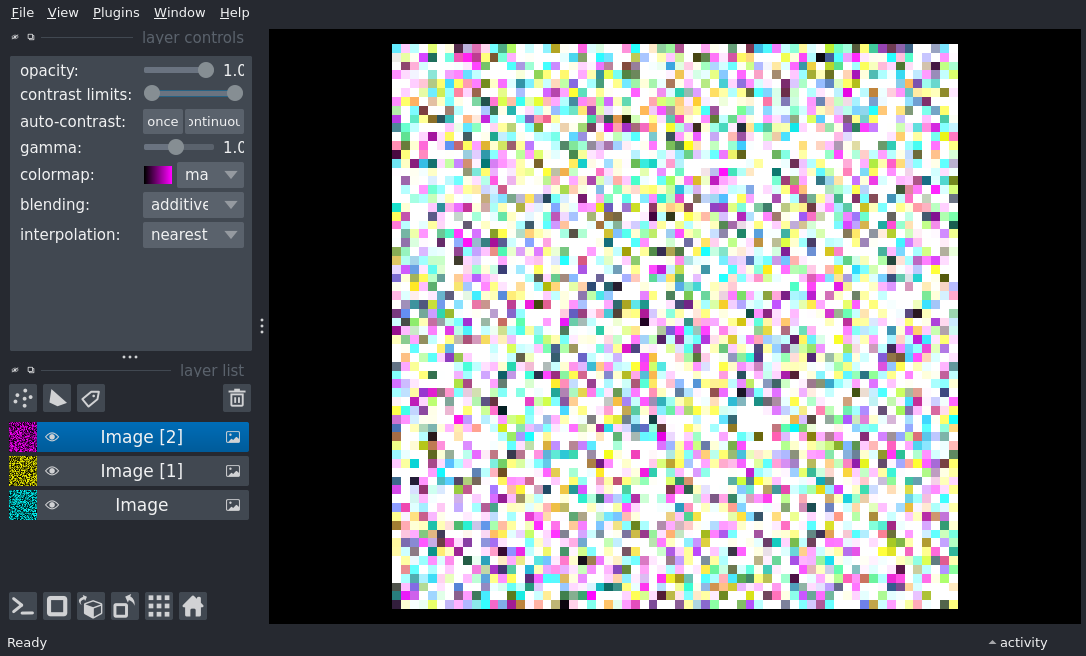 File View Plugins Window Help
layer controls
opacity: 1.0
contrast limits:
auto-contrast: once ontinuou
gamma: 1.0
colormap: ma
blending: additive
interpolation: nearest
layer list
Image [2]
Image [1]
Image
Ready activity